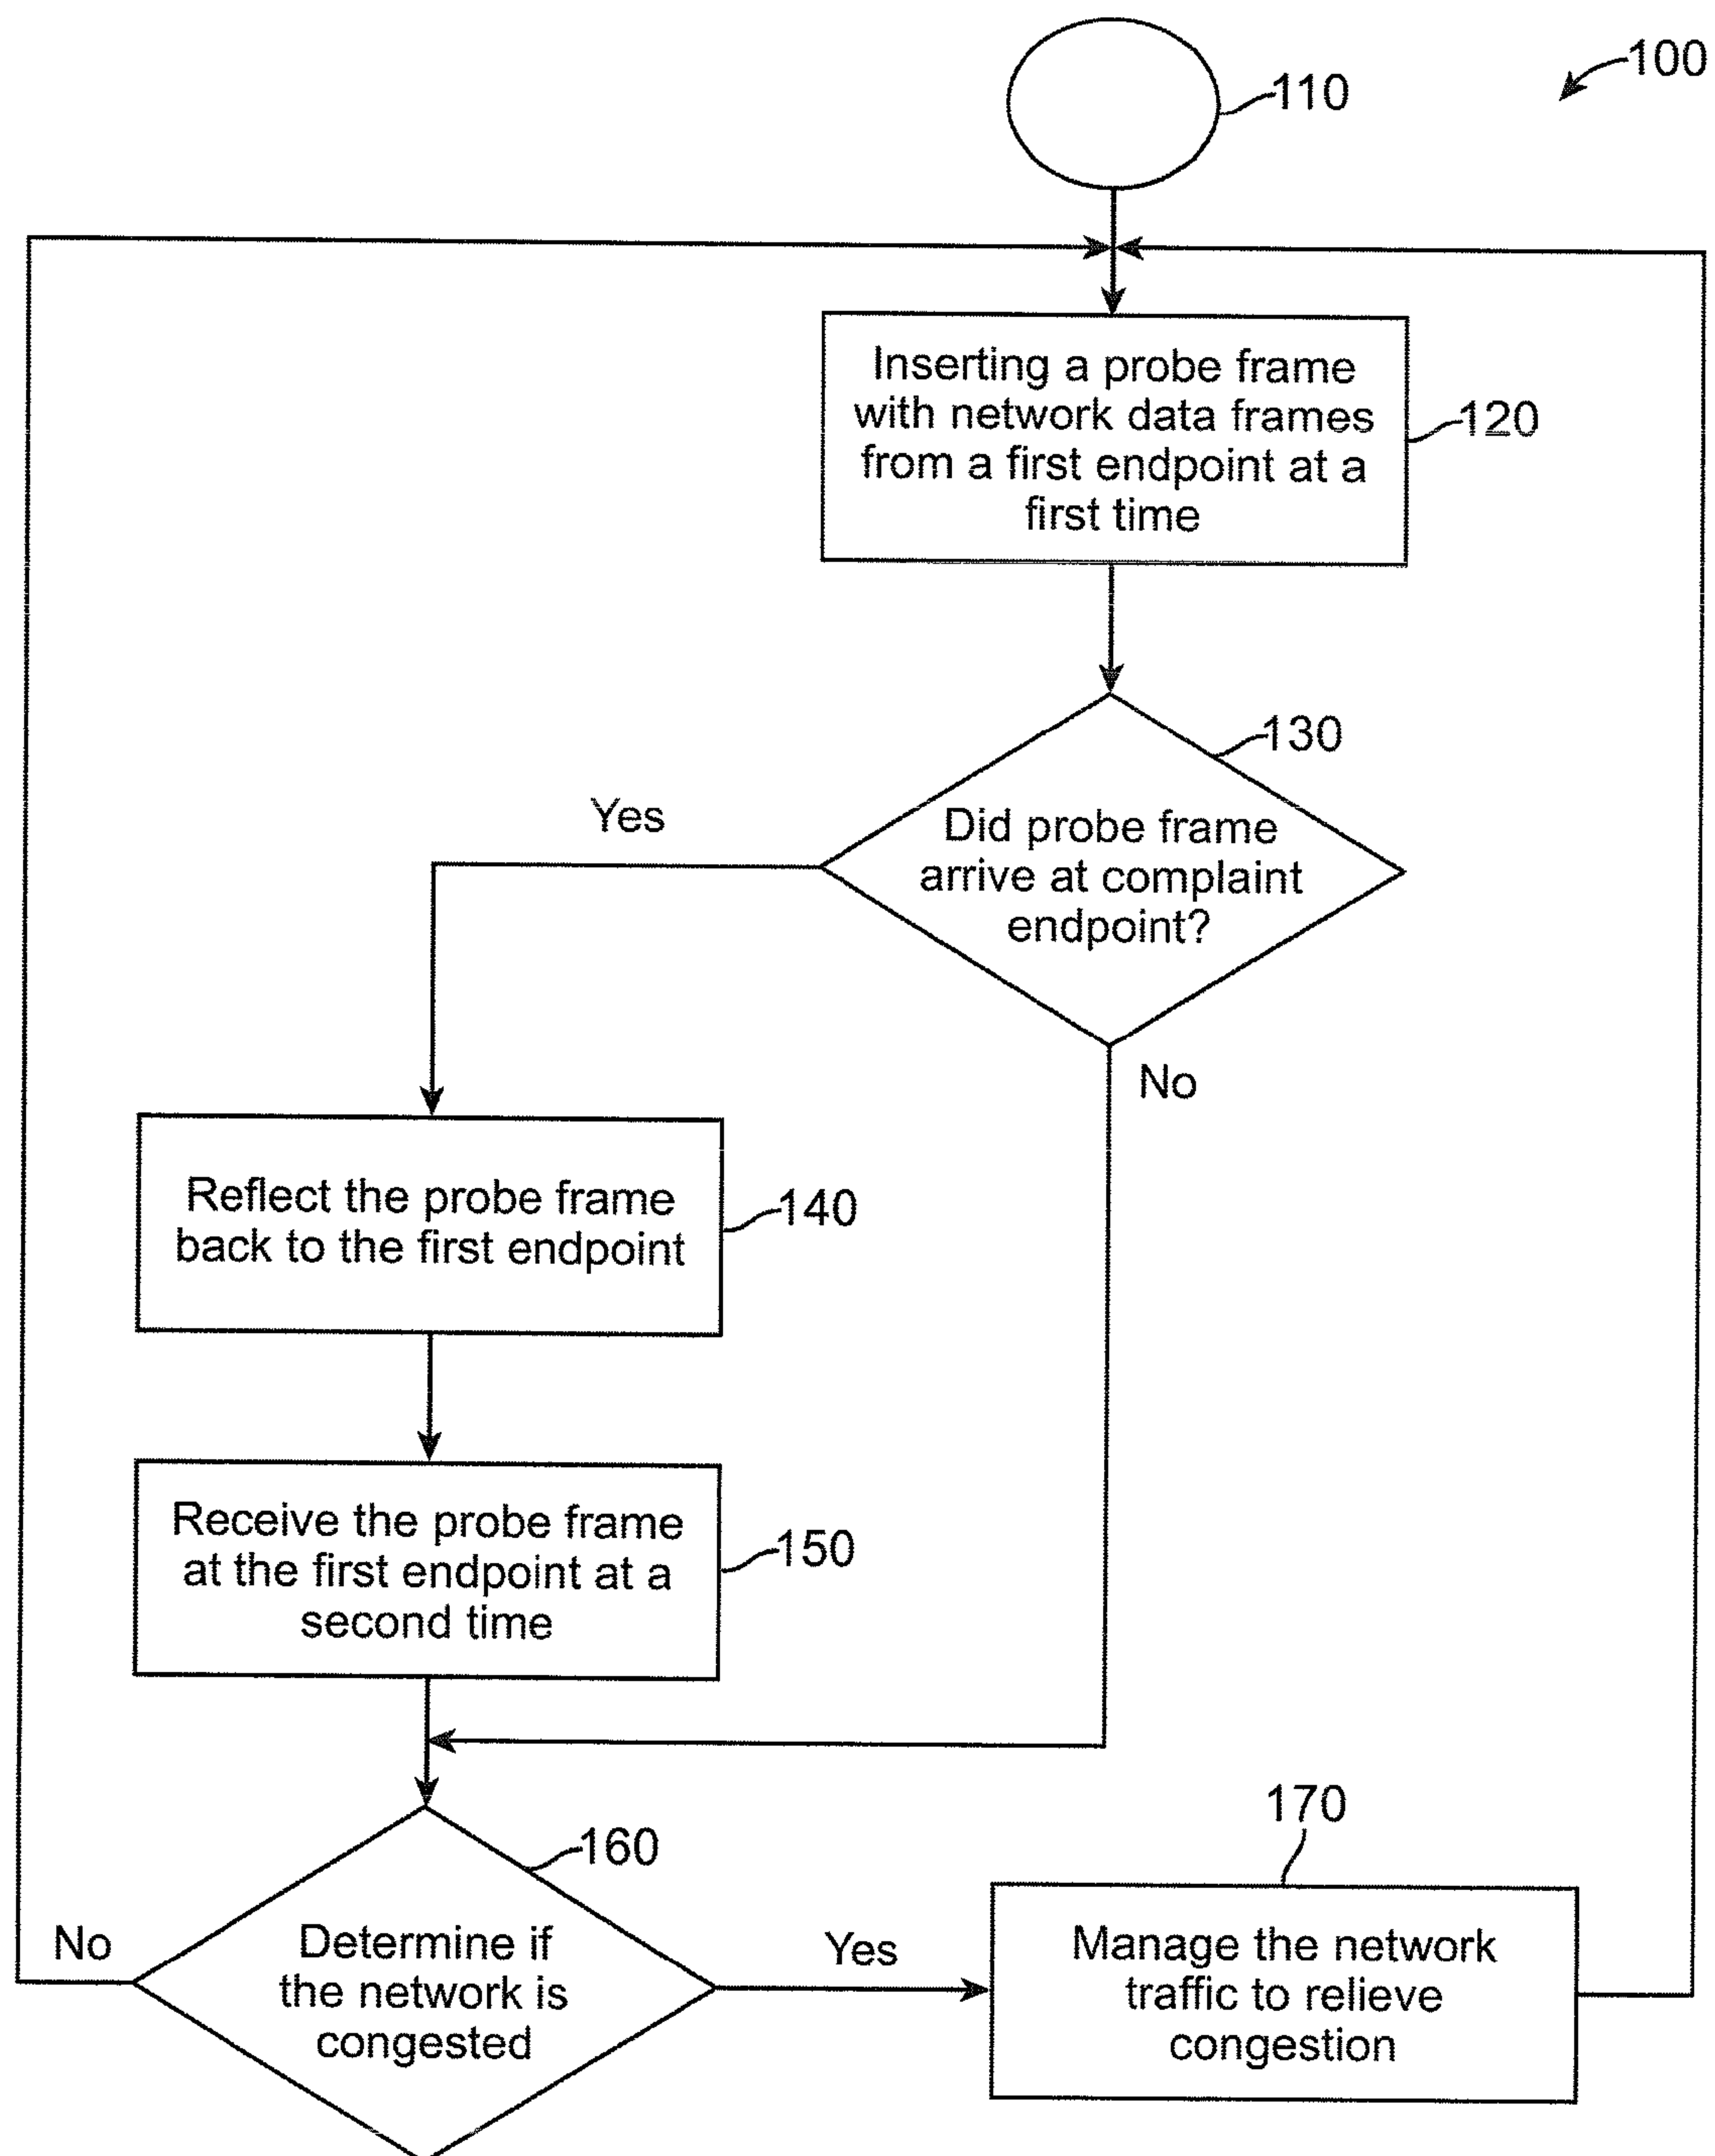 100
110
Inserting a probe frame
with network data frames
from a first endpoint at a
first time
120
130
Did probe frame
arrive at complaint
endpoint?
Yes
No
Reflect the probe frame
back to the first endpoint
140
Receive the probe frame
at the first endpoint at a
second time
150
160
Determine if
the network is
congested
No
Yes
170
Manage the network
traffic to relieve
congestion